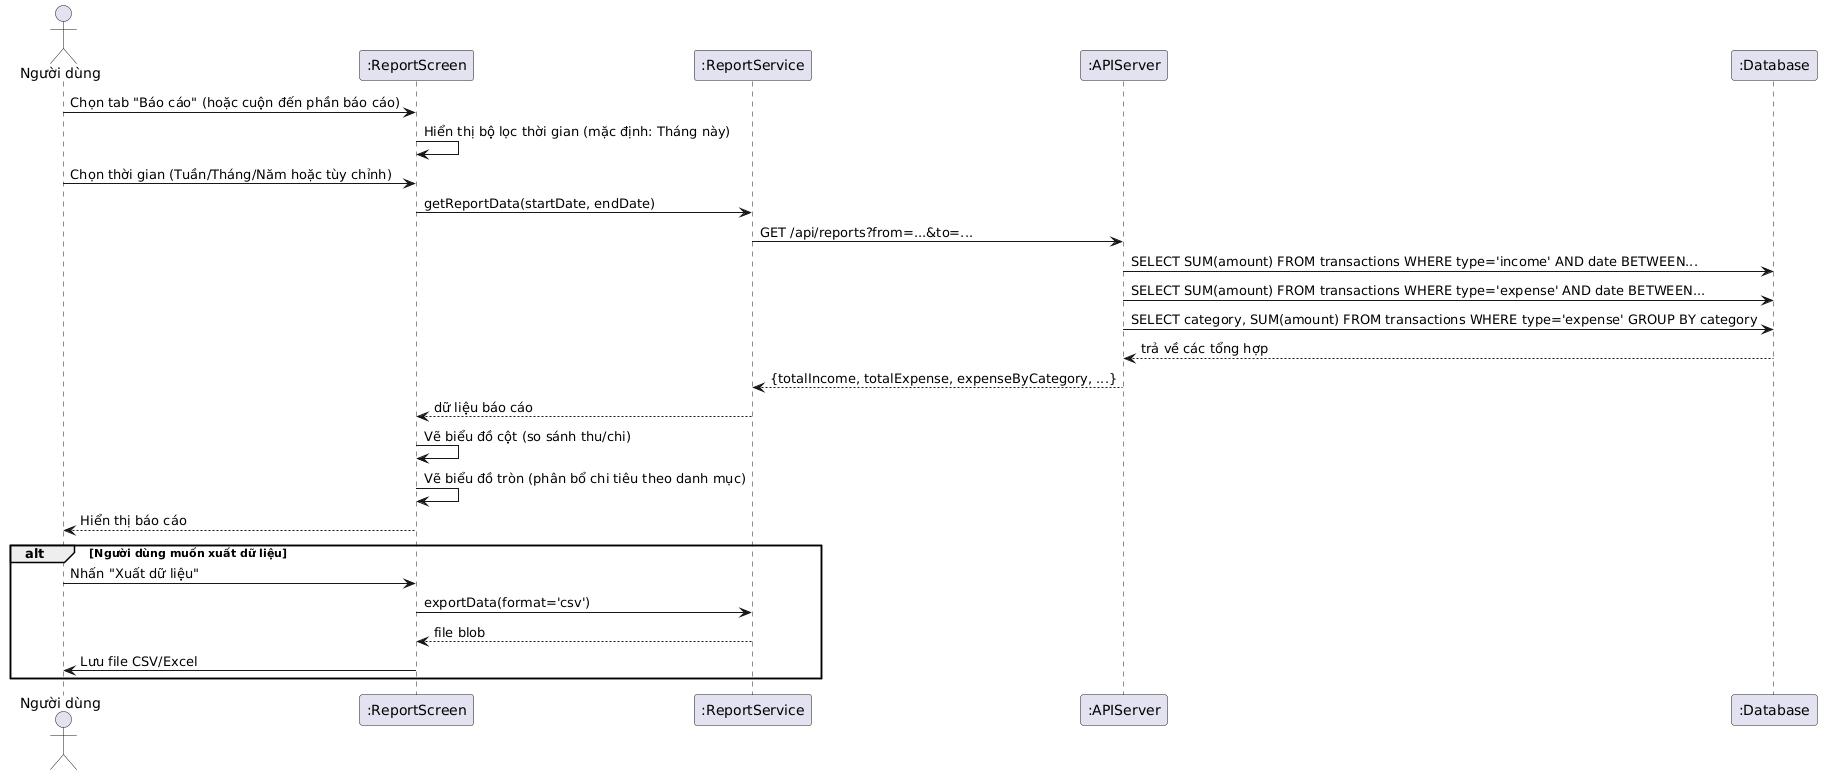 Người dùng
:ReportScreen
:ReportService
:APIServer
:Database
Chọn tab "Báo cáo" (hoặc cuộn đến phần báo cáo)
Hiển thị bộ lọc thời gian (mặc định: Tháng này)
Chọn thời gian (Tuần/Tháng/Năm hoặc tùy chỉnh)
getReportData(startDate, endDate)
GET /api/reports?from=...&to=...
SELECT SUM(amount) FROM transactions WHERE type='income' AND date BETWEEN...
SELECT SUM(amount) FROM transactions WHERE type='expense' AND date BETWEEN...
SELECT category, SUM(amount) FROM transactions WHERE type='expense' GROUP BY category
trả về các tổng hợp
{totalIncome, totalExpense, expenseByCategory, ...}
dữ liệu báo cáo
Vẽ biểu đồ cột (so sánh thu/chi)
Vẽ biểu đồ tròn (phân bổ chi tiêu theo danh mục)
Hiển thị báo cáo
alt [Người dùng muốn xuất dữ liệu]
Nhấn "Xuất dữ liệu"
exportData(format='csv')
file blob
Lưu file CSV/Excel
Người dùng
:ReportScreen
:ReportService
:APIServer
:Database